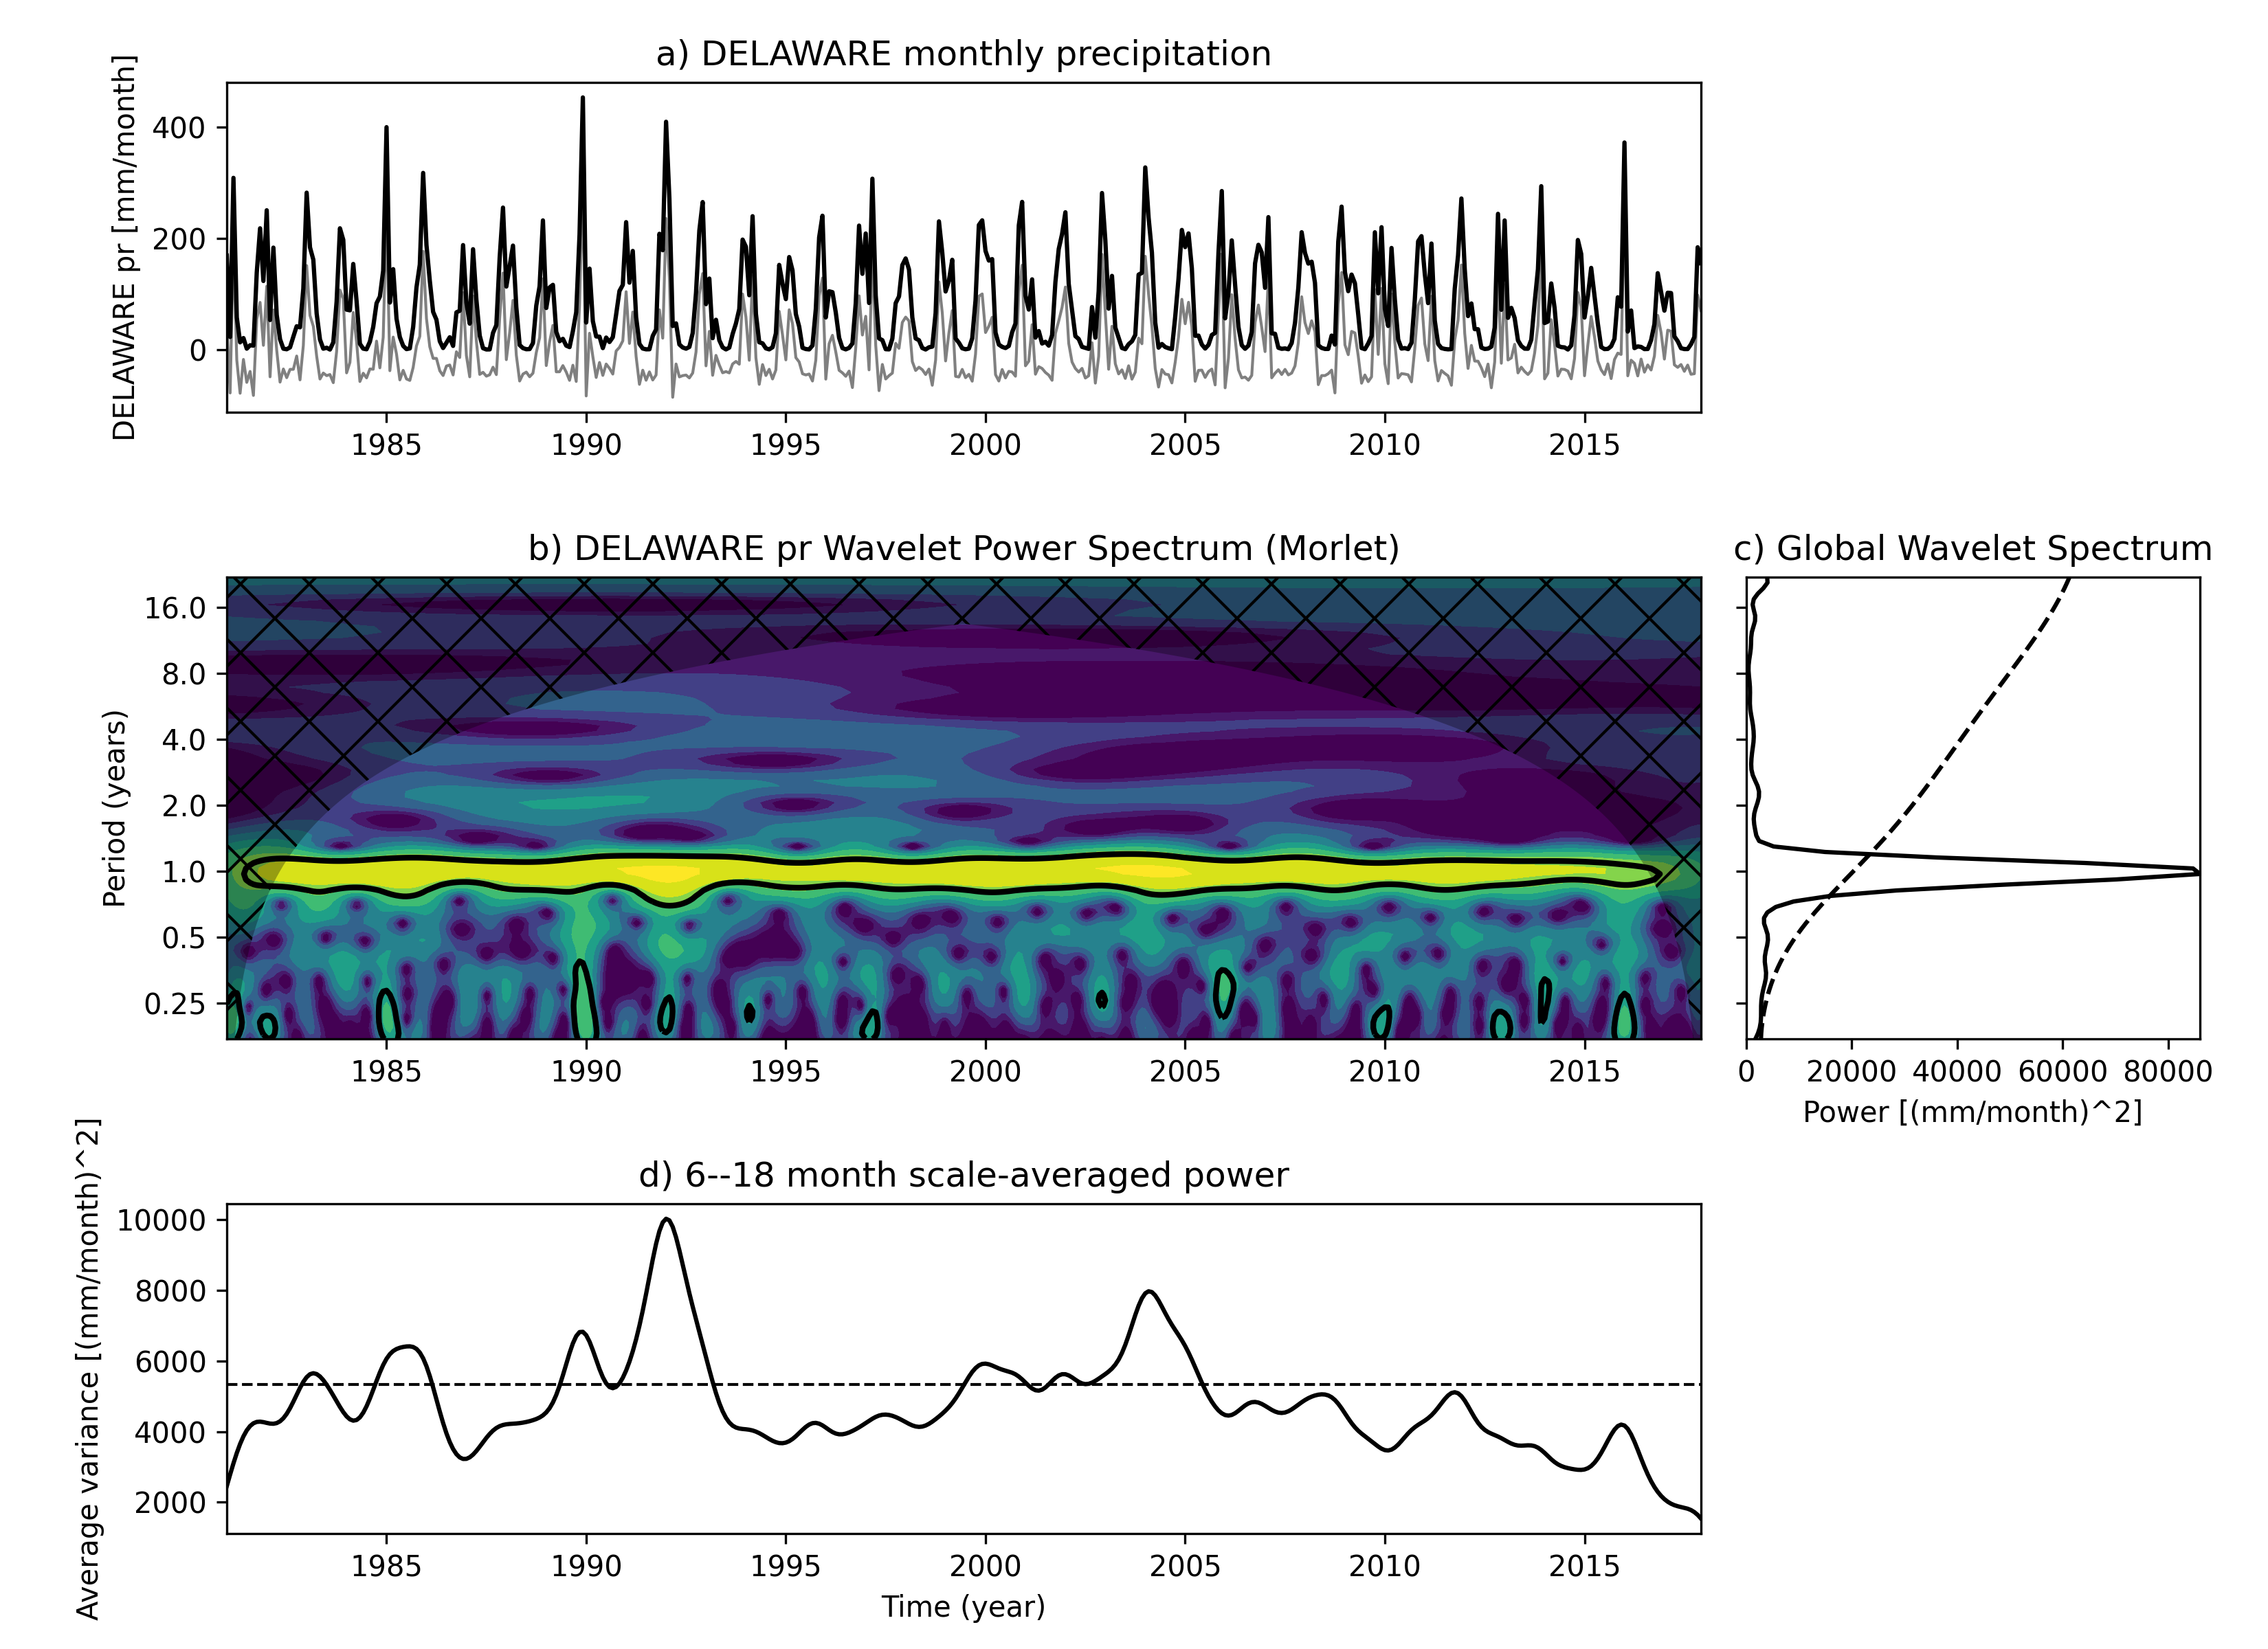 a) DELAWARE monthly precipitation
DELAWARE pr [mm/month]
400
200
0
1985 1990 1995 2000 2005 2010 2015
b) DELAWARE pr Wavelet Power Spectrum (Morlet)
Period (years)
16.0
8.0
4.0
2.0
1.0
0.5
0.25
1985 1990 1995 2000 2005 2010 2015
c) Global Wavelet Spectrum
0 20000 40000 60000 80000
Power [(mm/month)^2]
d) 6--18 month scale-averaged power
Average variance [(mm/month)^2]
10000
8000
6000
4000
2000
1985 1990 1995 2000 2005 2010 2015
Time (year)